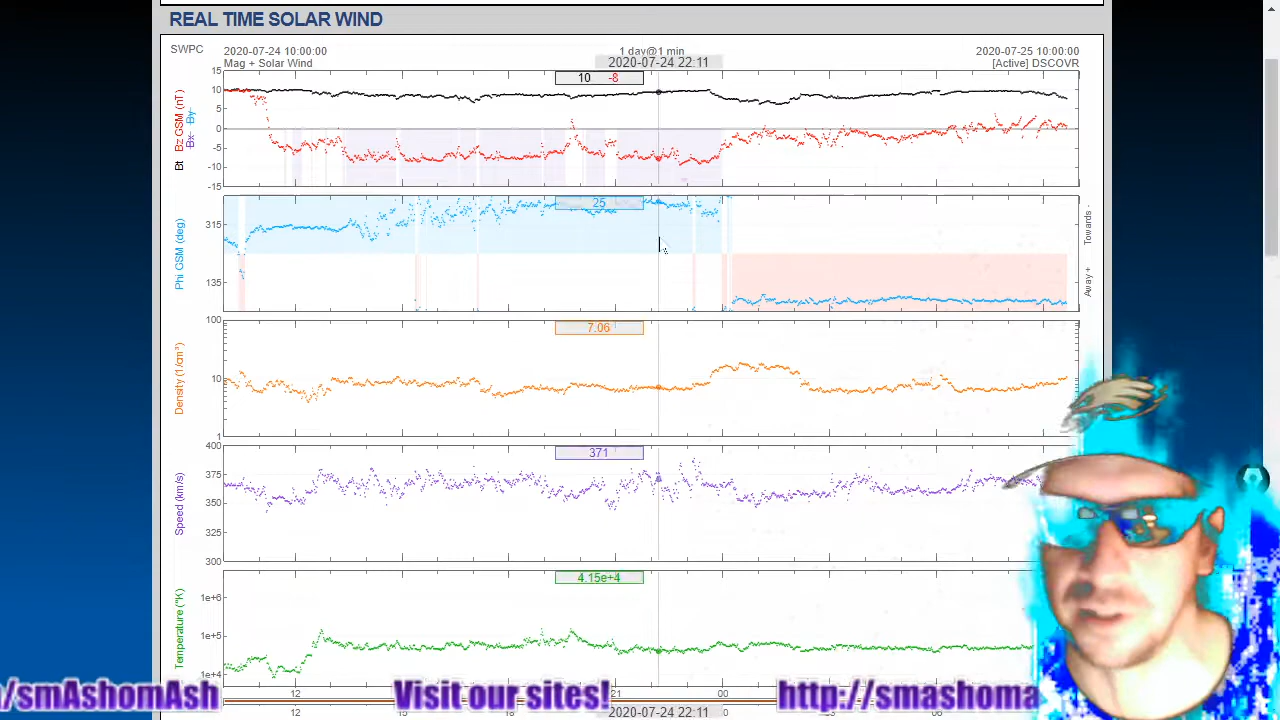 REAL TIME SOLAR WIND
SWPC
2020-07-24 10:00:00
1 day@1 min
2020-07-25 10:00:00
Mag + Solar Wind
2020-07-24 22:11
[Active] DSCOVR
10 -8
15
10
5
0
-5
-10
-15
Bt
Bz GSM (nT)
Bx- By-
25
315
135
Phi GSM (deg)
Towards -
Away +
7.06
100
10
1
Density (1/cm³)
371
400
375
350
325
300
Speed (km/s)
4.15e+4
1e+6
1e+5
1e+4
Temperature (°K)
12
21
00
/smAshomAsh
Visit our sites!
http://smashoma
12
2020-07-24 22:11